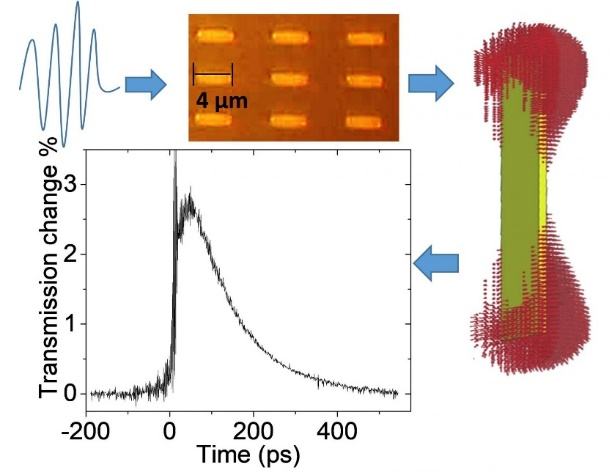 4 μm
Transmission change %
3
2
1
0
-200 0 200 400
Time (ps)